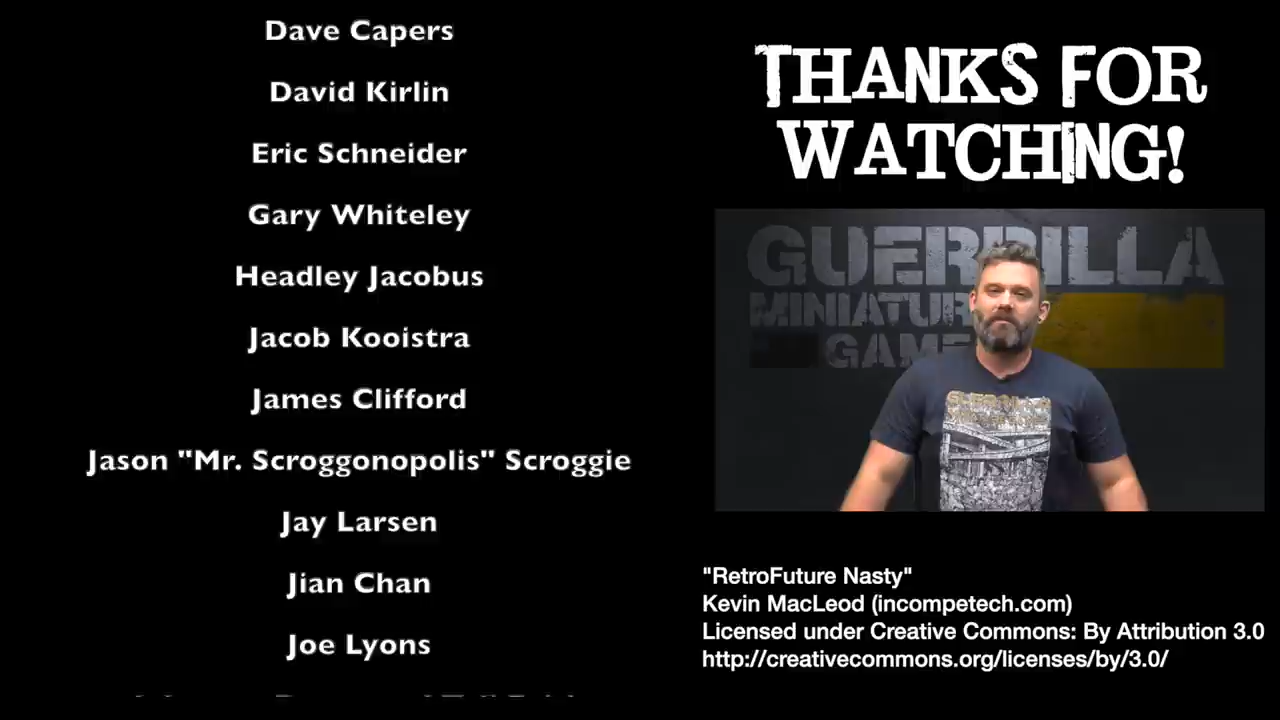 Dave Capers
David Kirlin
Eric Schneider
Gary Whiteley
Headley Jacobus
Jacob Kooistra
James Clifford
Jason "Mr. Scroggonopolis" Scroggie
Jay Larsen
Jian Chan
Joe Lyons
THANKS FOR
WATCHING!
GUERRILLA
MINIATURE
GAMES
GUERRILLA
"RetroFuture Nasty"
Kevin MacLeod (incompetech.com)
Licensed under Creative Commons: By Attribution 3.0
http://creativecommons.org/licenses/by/3.0/